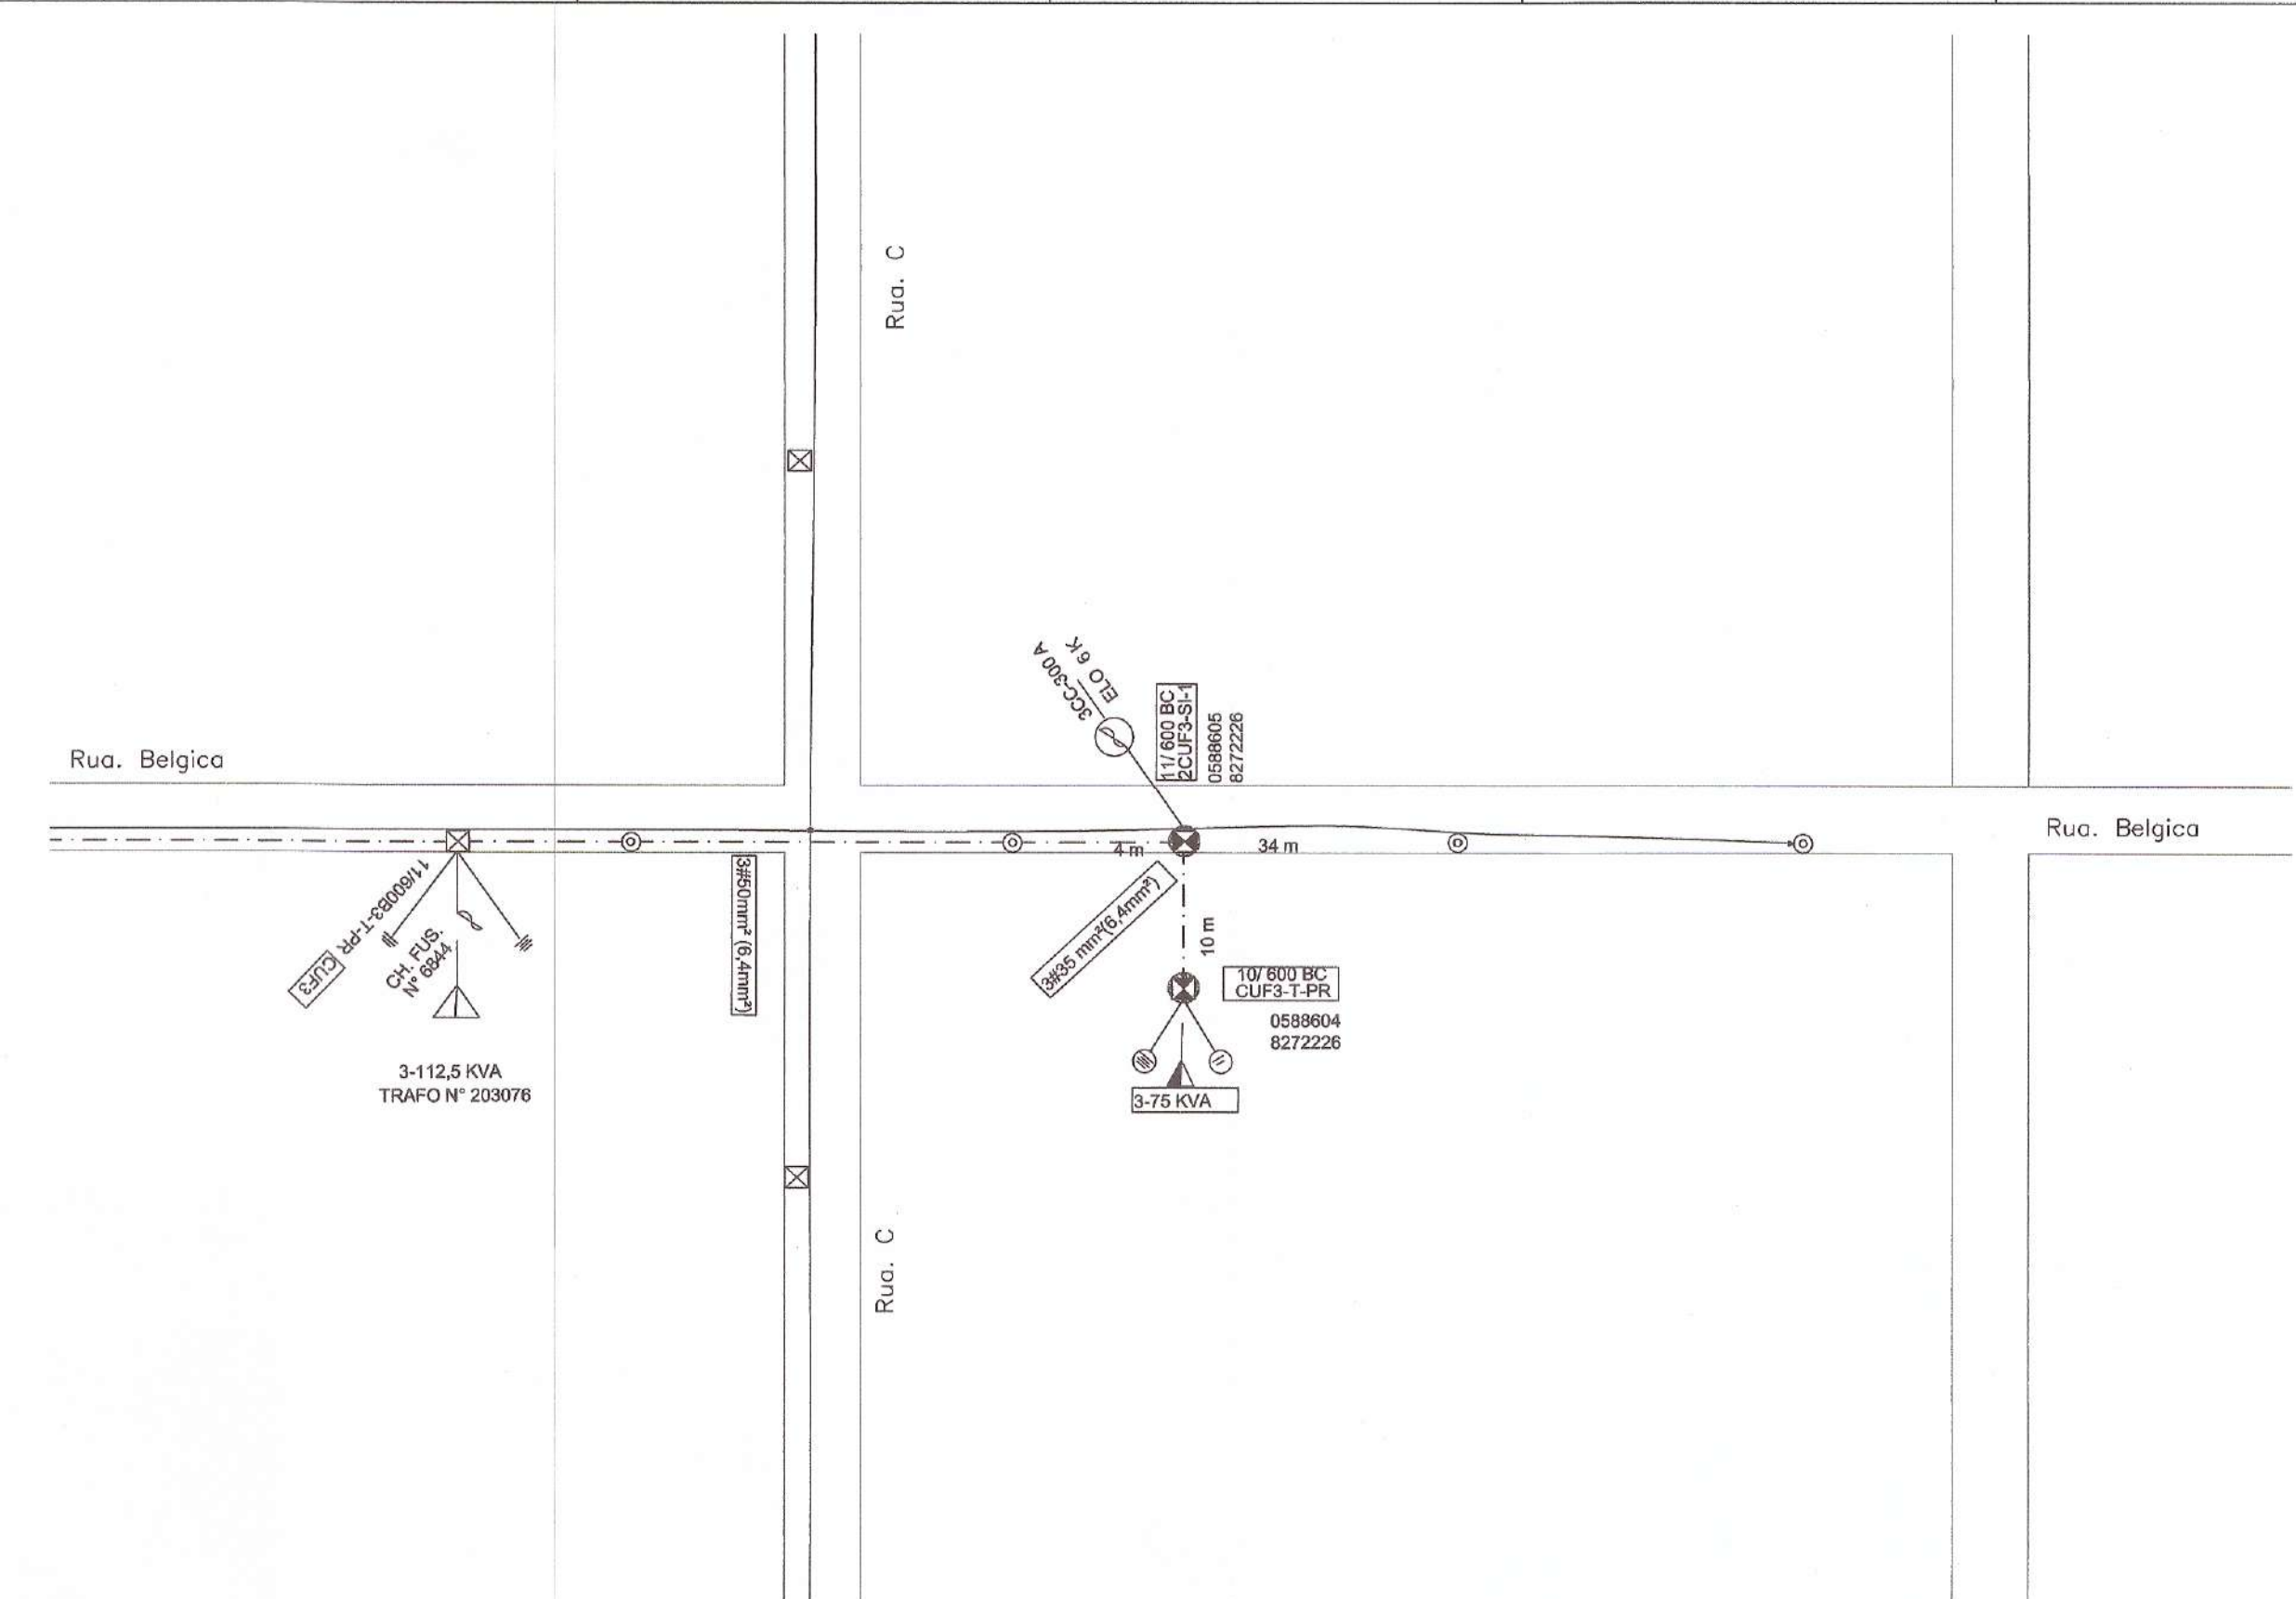 Rua. C
3CC-300 A
ELO 6K
11/ 600 BC
2CUF3-SI-1
0588605
8272226
Rua. Belgica
Rua. Belgica
4 m
34 m
11/600B3-T-PR
CUF3
CH. FUS.
N° 6844
3#50mm² (6,4mm²)
3#35 mm²(6,4mm²)
10 m
10/ 600 BC
CUF3-T-PR
0588604
8272226
3-112,5 KVA
TRAFO N° 203076
3-75 KVA
Rua. C